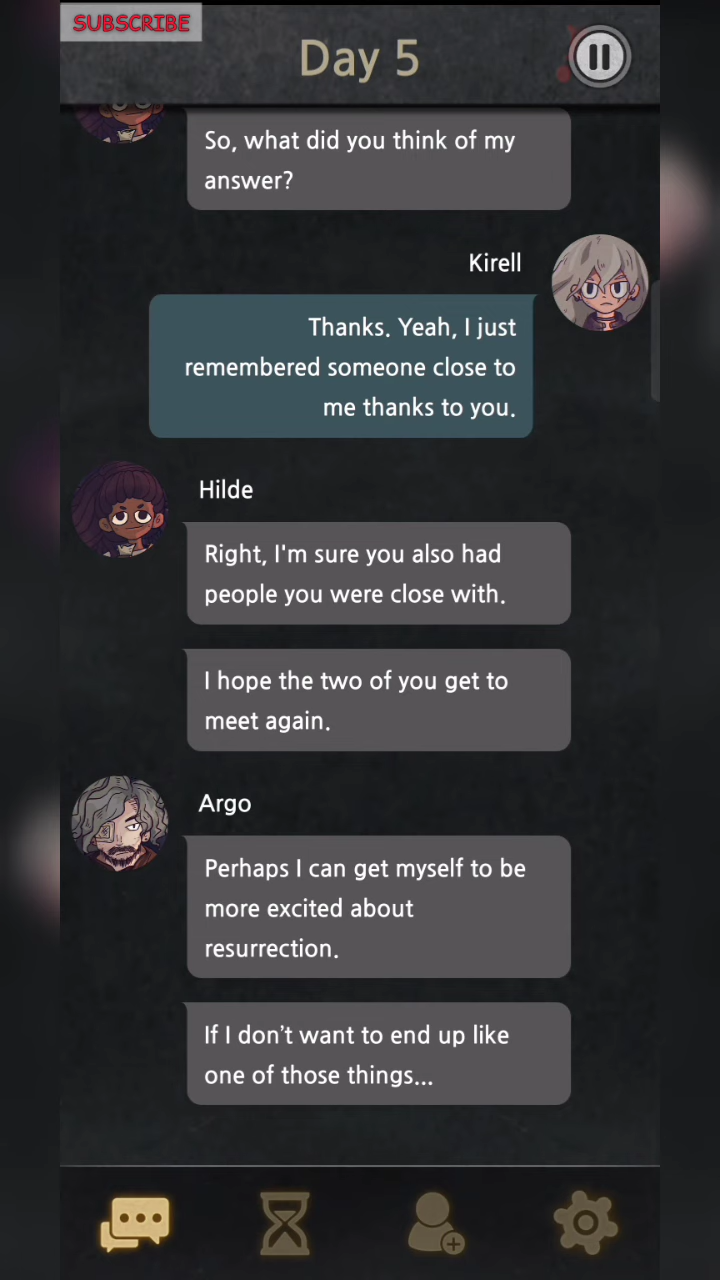 SUBSCRIBE
Day 5
So, what did you think of my
answer?
Kirell
Thanks. Yeah, I just
remembered someone close to
me thanks to you.
Hilde
Right, I'm sure you also had
people you were close with.
I hope the two of you get to
meet again.
Argo
Perhaps I can get myself to be
more excited about
resurrection.
If I don’t want to end up like
one of those things...